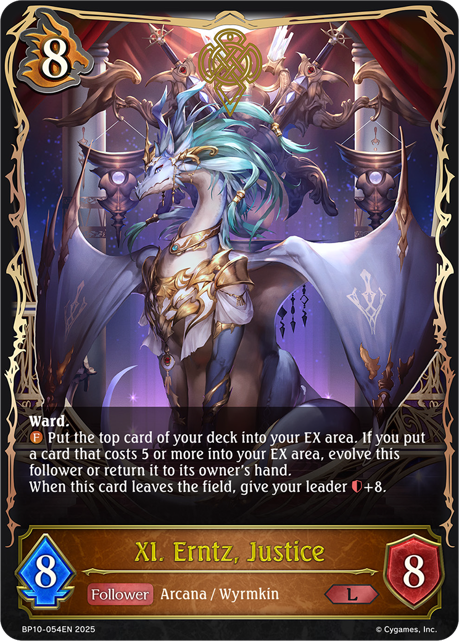 8
Ward.
F Put the top card of your deck into your EX area. If you put
a card that costs 5 or more into your EX area, evolve this
follower or return it to its owner's hand.
When this card leaves the field, give your leader +8.
XI. Erntz, Justice
8
Follower Arcana / Wyrmkin L
8
BP10-054EN 2025 © Cygames, Inc.